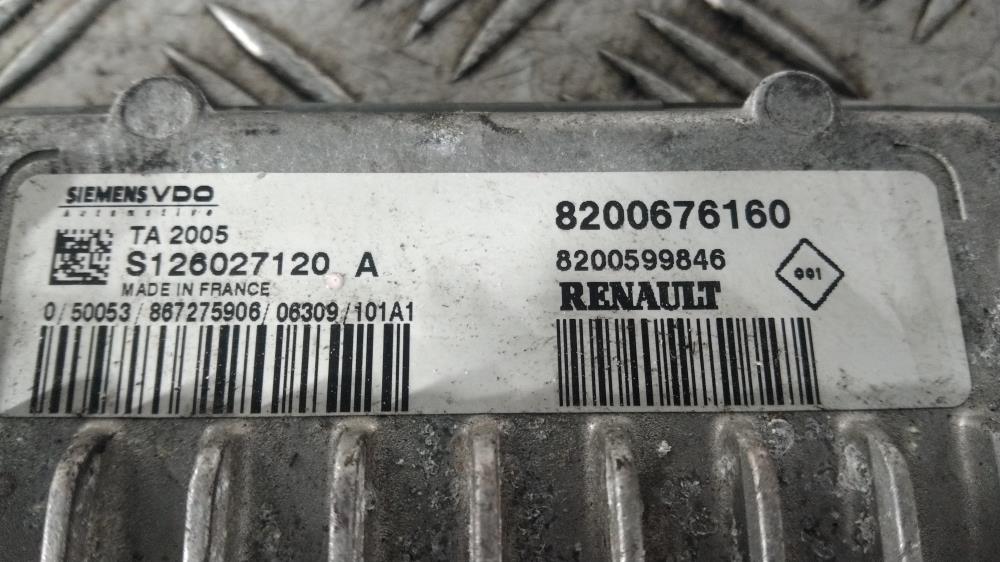 SIEMENS VDO
Automotive
TA 2005
S126027120 A
MADE IN FRANCE
0/50053/867275906/06309/101A1
8200676160
8200599846
RENAULT
001